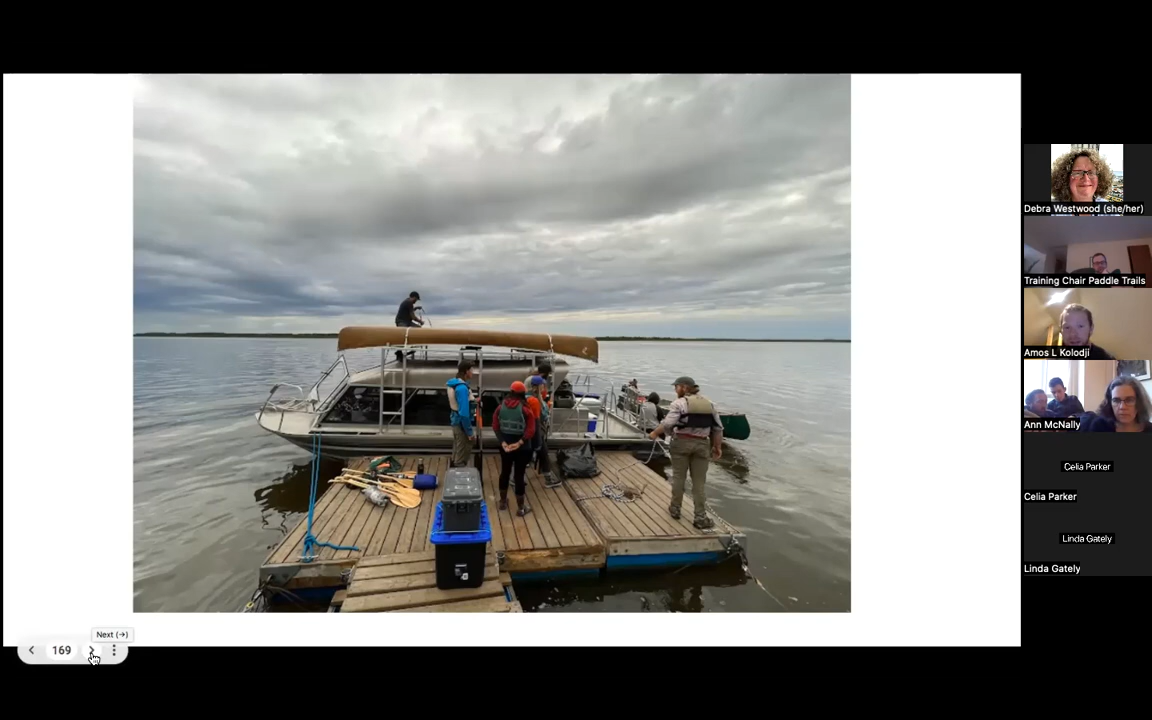 Debra Westwood (she/her)
Training Chair Paddle Trails
Amos L Kolodji
Ann McNally
Celia Parker
Celia Parker
Linda Gately
Linda Gately
Next (→)
169